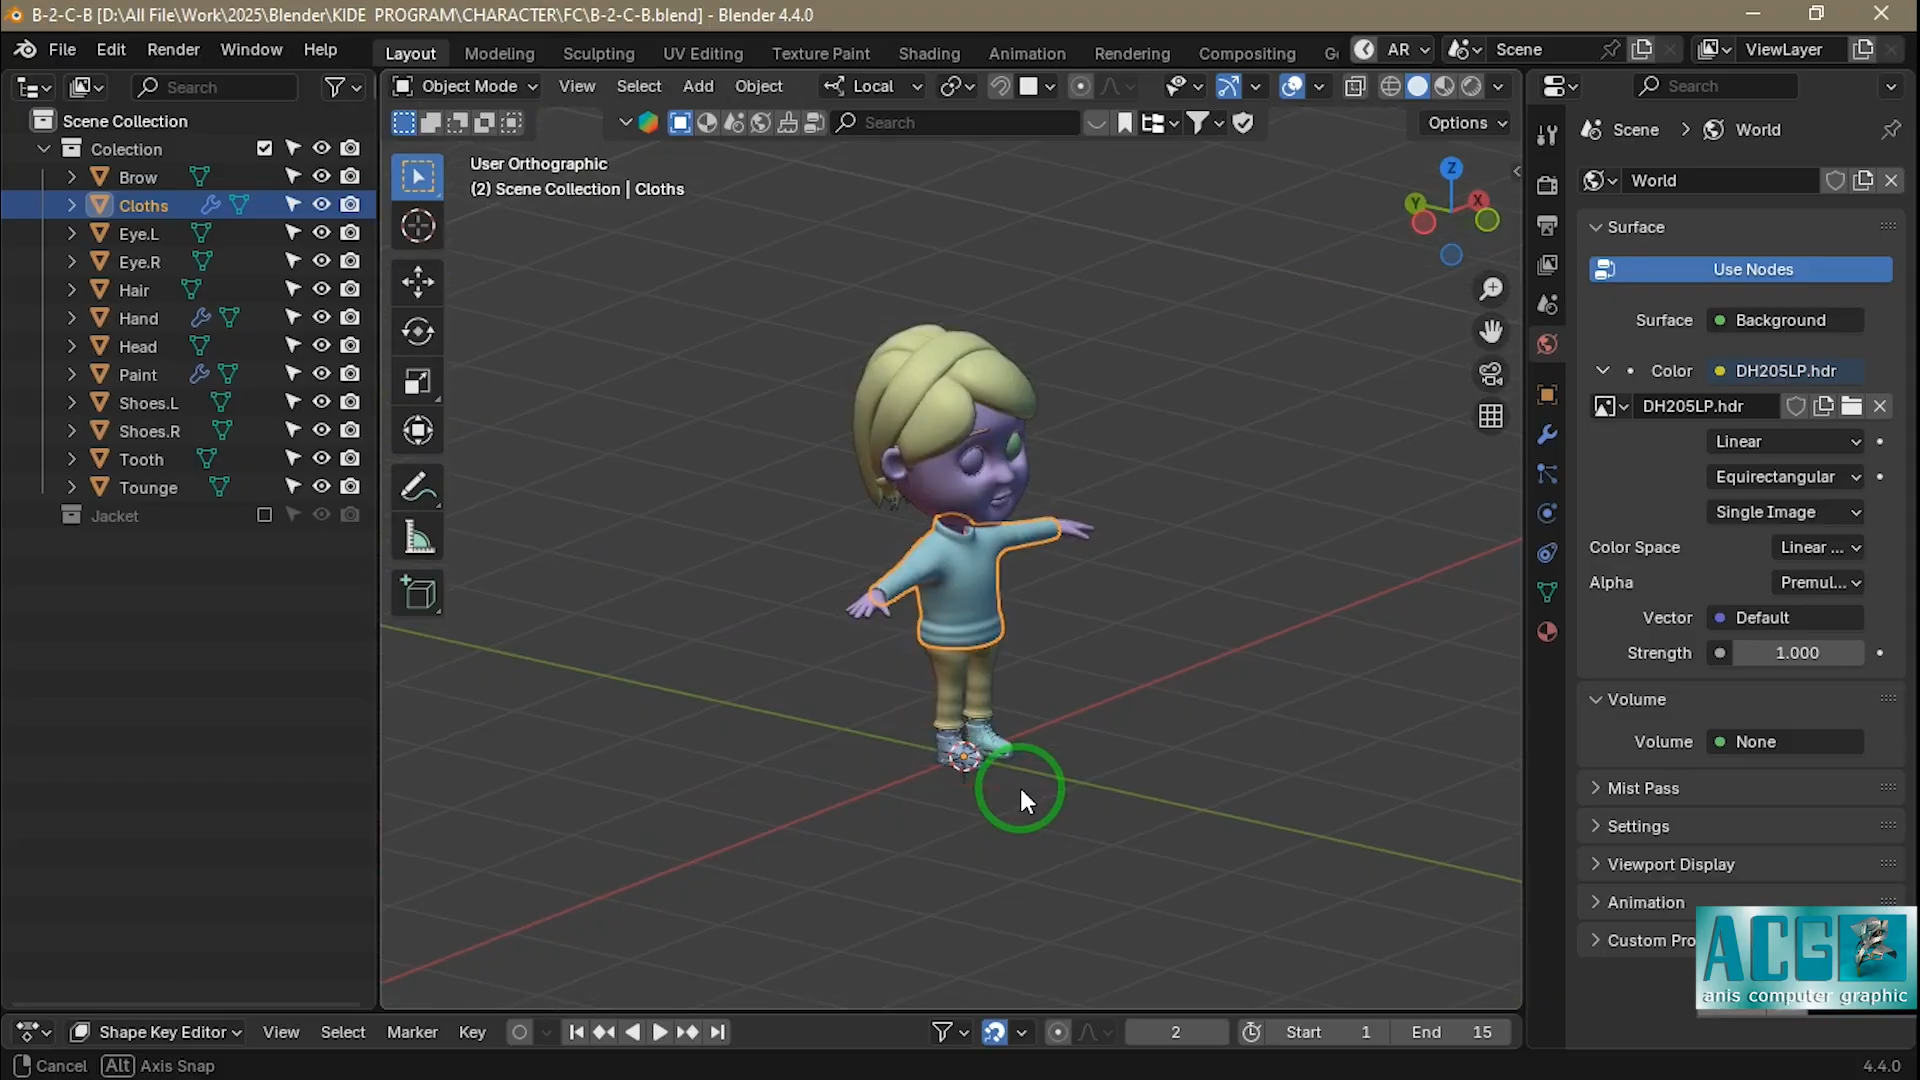 B-2-C-B [D:\All File\Work\2025\Blender\KIDE PROGRAM\CHARACTER\FC\B-2-C-B.blend] - Blender 4.4.0
File Edit Render Window Help
Layout Modeling Sculpting UV Editing Texture Paint Shading Animation Rendering Compositing Ge
AR Scene ViewLayer
Search
Object Mode View Select Add Object Local
Search
Search
Options
Scene Collection
Colection
Brow
Cloths
Eye.L
Eye.R
Hair
Hand
Head
Paint
Shoes.L
Shoes.R
Tooth
Tounge
Jacket
User Orthographic
(2) Scene Collection | Cloths
Z
Y
X
Scene > World
World
Surface
Use Nodes
Surface Background
Color DH205LP.hdr
DH205LP.hdr
Linear
Equirectangular
Single Image
Color Space Linear ...
Alpha Premul...
Vector Default
Strength 1.000
Volume
Volume None
Mist Pass
Settings
Viewport Display
Animation
Custom Pro
ACG
anis computer graphic
Shape Key Editor View Select Marker Key
2 Start 1 End 15
Cancel Alt Axis Snap
4.4.0